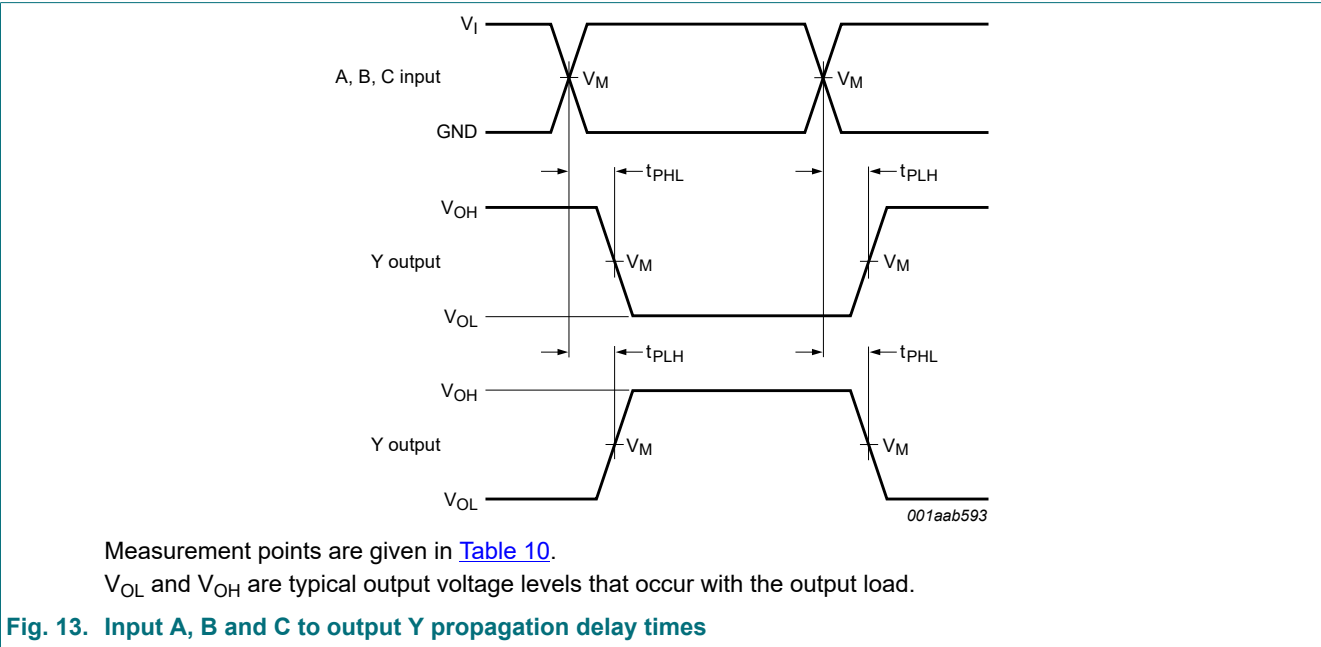 VI
A, B, C input
VM
VM
GND
tPHL
tPLH
VOH
Y output
VM
VM
VOL
tPLH
tPHL
VOH
Y output
VM
VM
VOL
001aab593
Measurement points are given in Table 10.
VOL and VOH are typical output voltage levels that occur with the output load.
Fig. 13. Input A, B and C to output Y propagation delay times